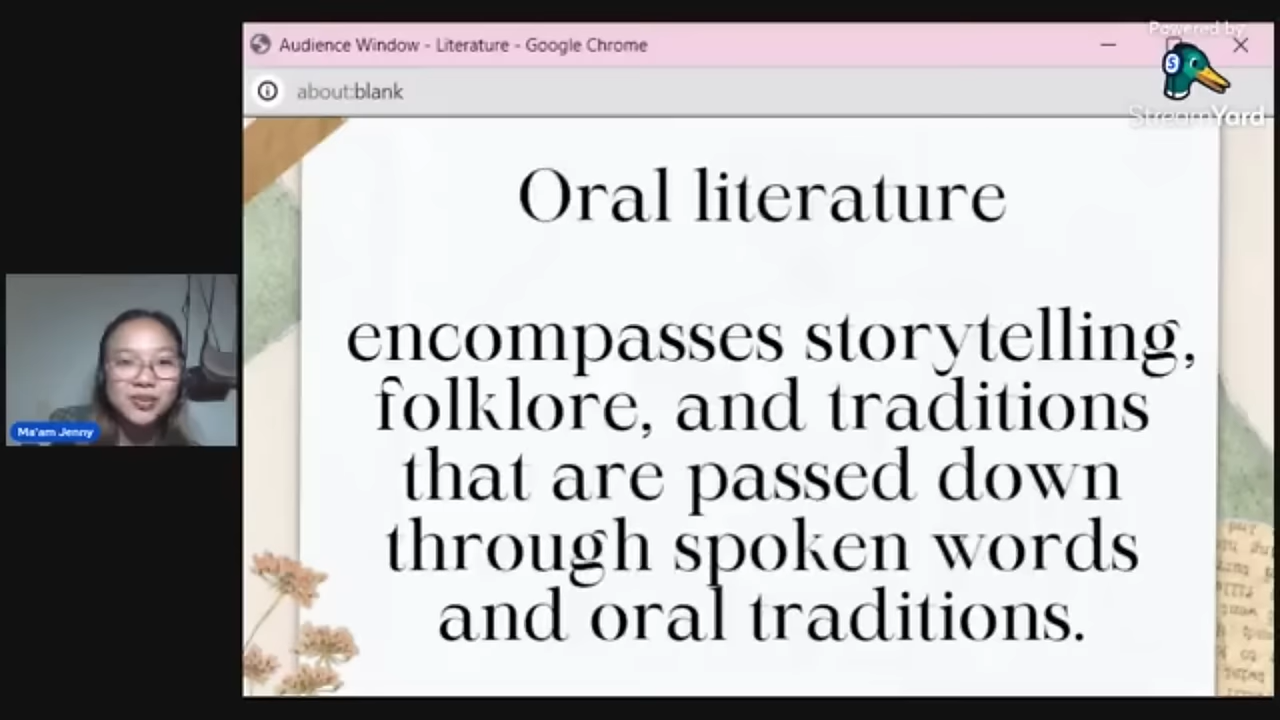 Audience Window - Literature - Google Chrome
Powered by
about:blank
StreamYard
Oral literature
encompasses storytelling,
folklore, and traditions
that are passed down
through spoken words
and oral traditions.
Ma'am Jenny